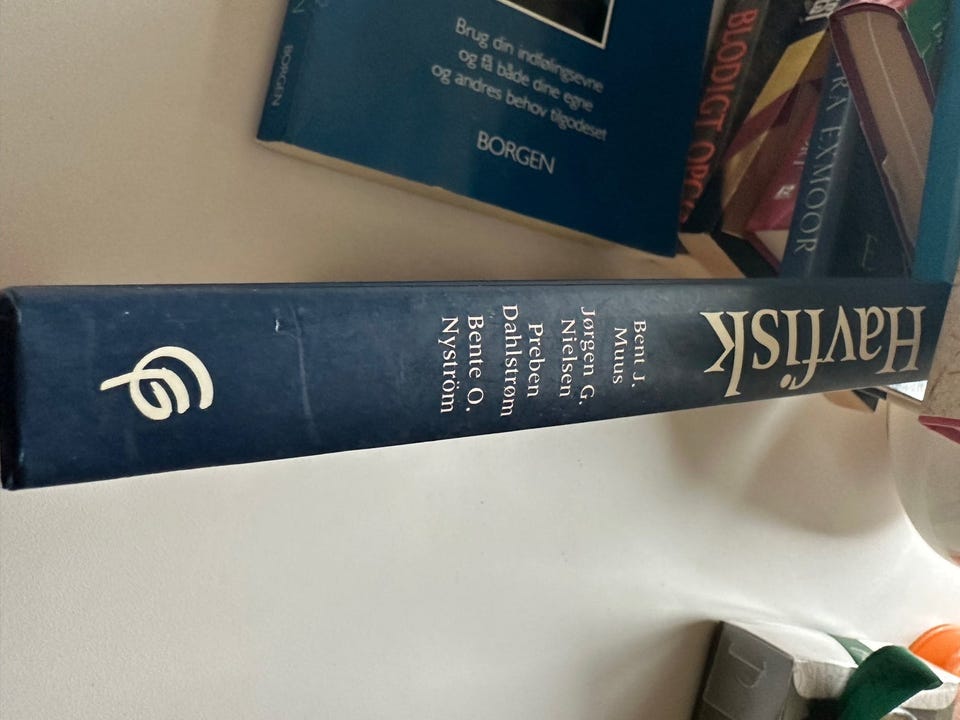 Brug din indfølingsevne
og få både dine egne
og andres behov tilgodeset
BORGEN
BORGEN
BLODIGT
EXMOOR
Havfisk
Bent J.
Muus
Jørgen G.
Nielsen
Preben
Dahlstrøm
Bente O.
Nyström